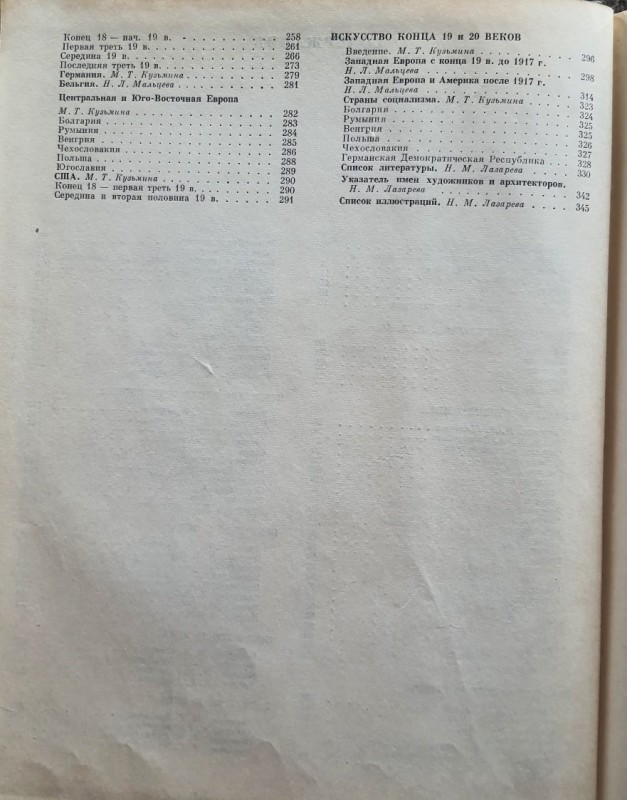 Конец 18 — нач. 19 в. . . . . . . . . . . . 258
Первая треть 19 в. . . . . . . . . . . . . 261
Середина 19 в. . . . . . . . . . . . . . . 266
Последняя треть 19 в. . . . . . . . . . . . 273
Германия. М. Т. Кузьмина . . . . . . . . . . 279
Бельгия. Н. Л. Мальцева . . . . . . . . . . . 281
Центральная и Юго-Восточная Европа
М. Т. Кузьмина . . . . . . . . . . . . . . . 282
Болгария . . . . . . . . . . . . . . . . . . 283
Румыния . . . . . . . . . . . . . . . . . . 284
Венгрия . . . . . . . . . . . . . . . . . . 285
Чехословакия . . . . . . . . . . . . . . . . 286
Польша . . . . . . . . . . . . . . . . . . . 288
Югославия . . . . . . . . . . . . . . . . . 289
США. М. Т. Кузьмина . . . . . . . . . . . . 290
Конец 18 — первая треть 19 в. . . . . . . . . 290
Середина и вторая половина 19 в. . . . . . . 291
ИСКУССТВО КОНЦА 19 и 20 ВЕКОВ
Введение. М. Т. Кузьмина . . . . . . . . . . 296
Западная Европа с конца 19 в. до 1917 г.
Н. Л. Мальцева . . . . . . . . . . . . . . . 298
Западная Европа и Америка после 1917 г.
Н. Л. Мальцева . . . . . . . . . . . . . . . 314
Страны социализма. М. Т. Кузьмина . . . . . 323
Болгария . . . . . . . . . . . . . . . . . . 324
Румыния . . . . . . . . . . . . . . . . . . 325
Венгрия . . . . . . . . . . . . . . . . . . 325
Польша . . . . . . . . . . . . . . . . . . . 326
Чехословакия . . . . . . . . . . . . . . . . 327
Германская Демократическая Республика . . . 328
Список литературы. Н. М. Лазарева . . . . . 330
Указатель имен художников и архитекторов.
Н. М. Лазарева . . . . . . . . . . . . . . . 342
Список иллюстраций. Н. М. Лазарева . . . . 345